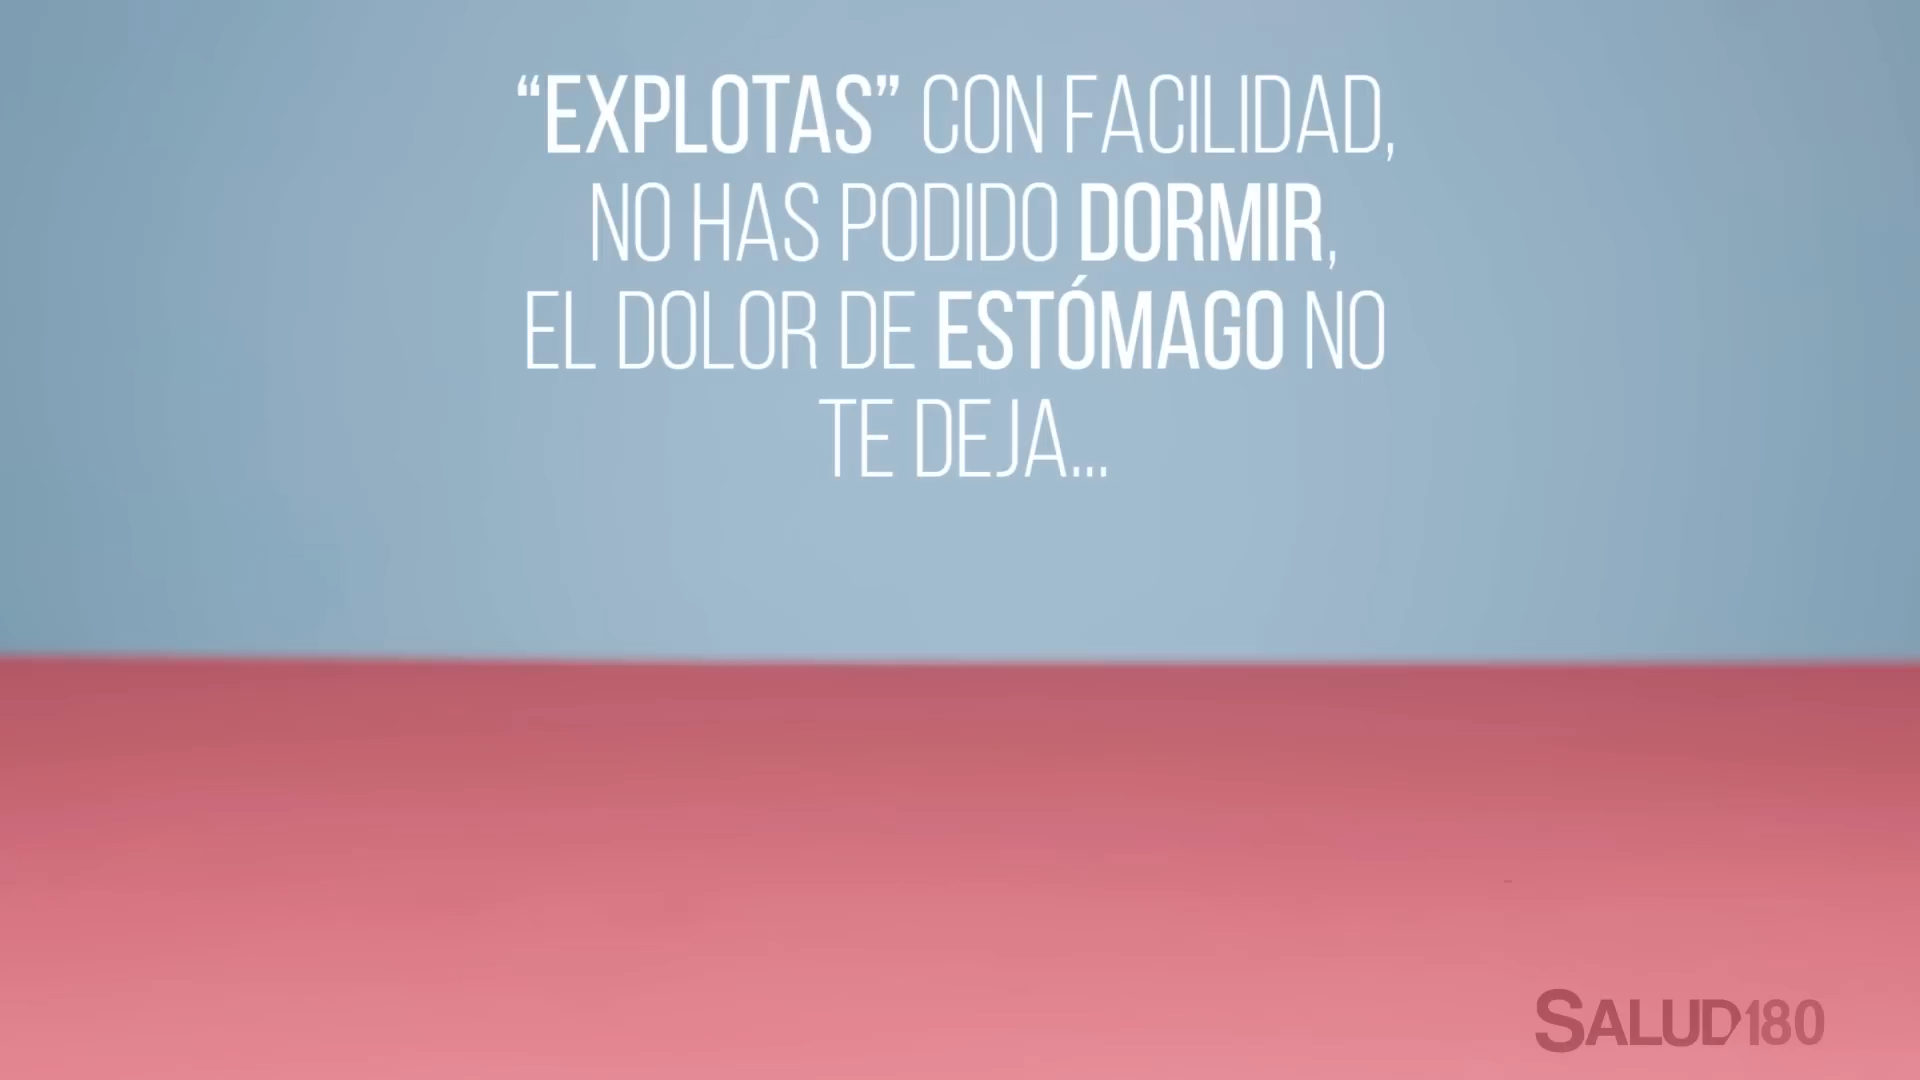 “EXPLOTAS” CON FACILIDAD,
NO HAS PODIDO DORMIR,
EL DOLOR DE ESTÓMAGO NO
TE DEJA...
SALUD180